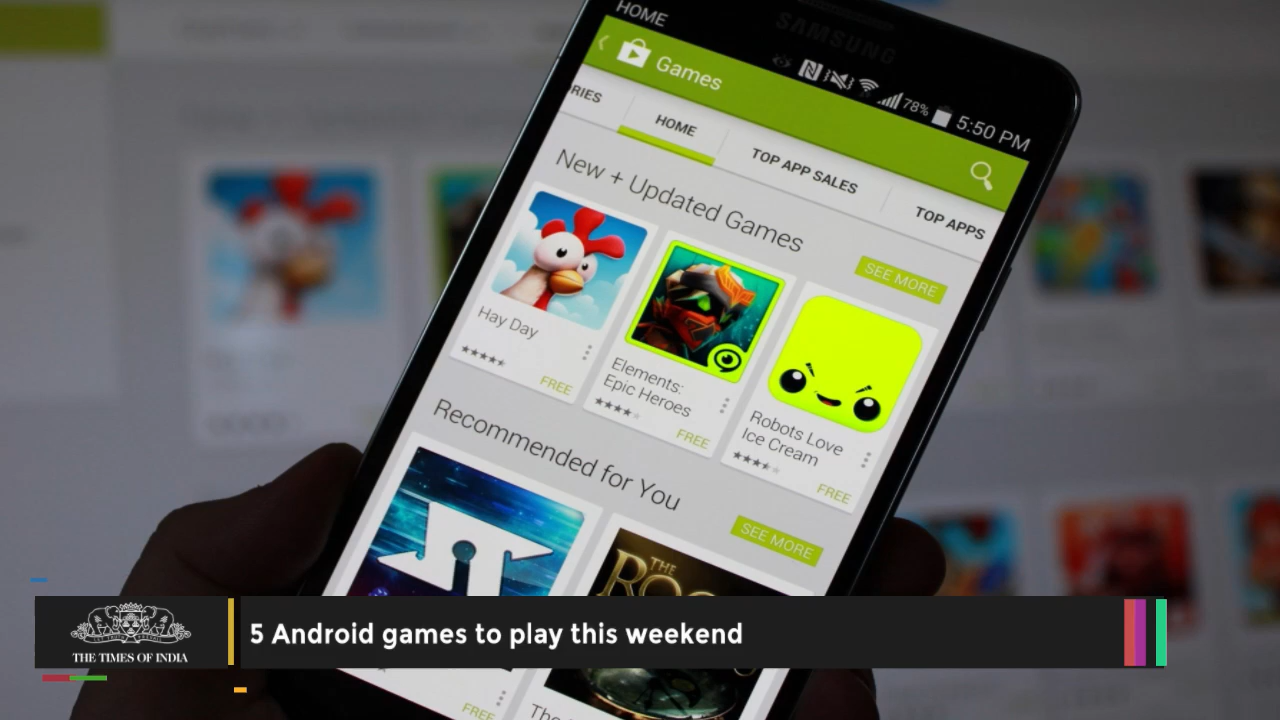 HOME
SAMSUNG
Games
78%
5:50 PM
RIES
HOME
TOP APP SALES
TOP APPS
New + Updated Games
SEE MORE
Hay Day
FREE
Elements:
Epic Heroes
FREE
Robots Love
Ice Cream
FREE
Recommended for You
SEE MORE
THE
ROO
5 Android games to play this weekend
THE TIMES OF INDIA
FREE
The